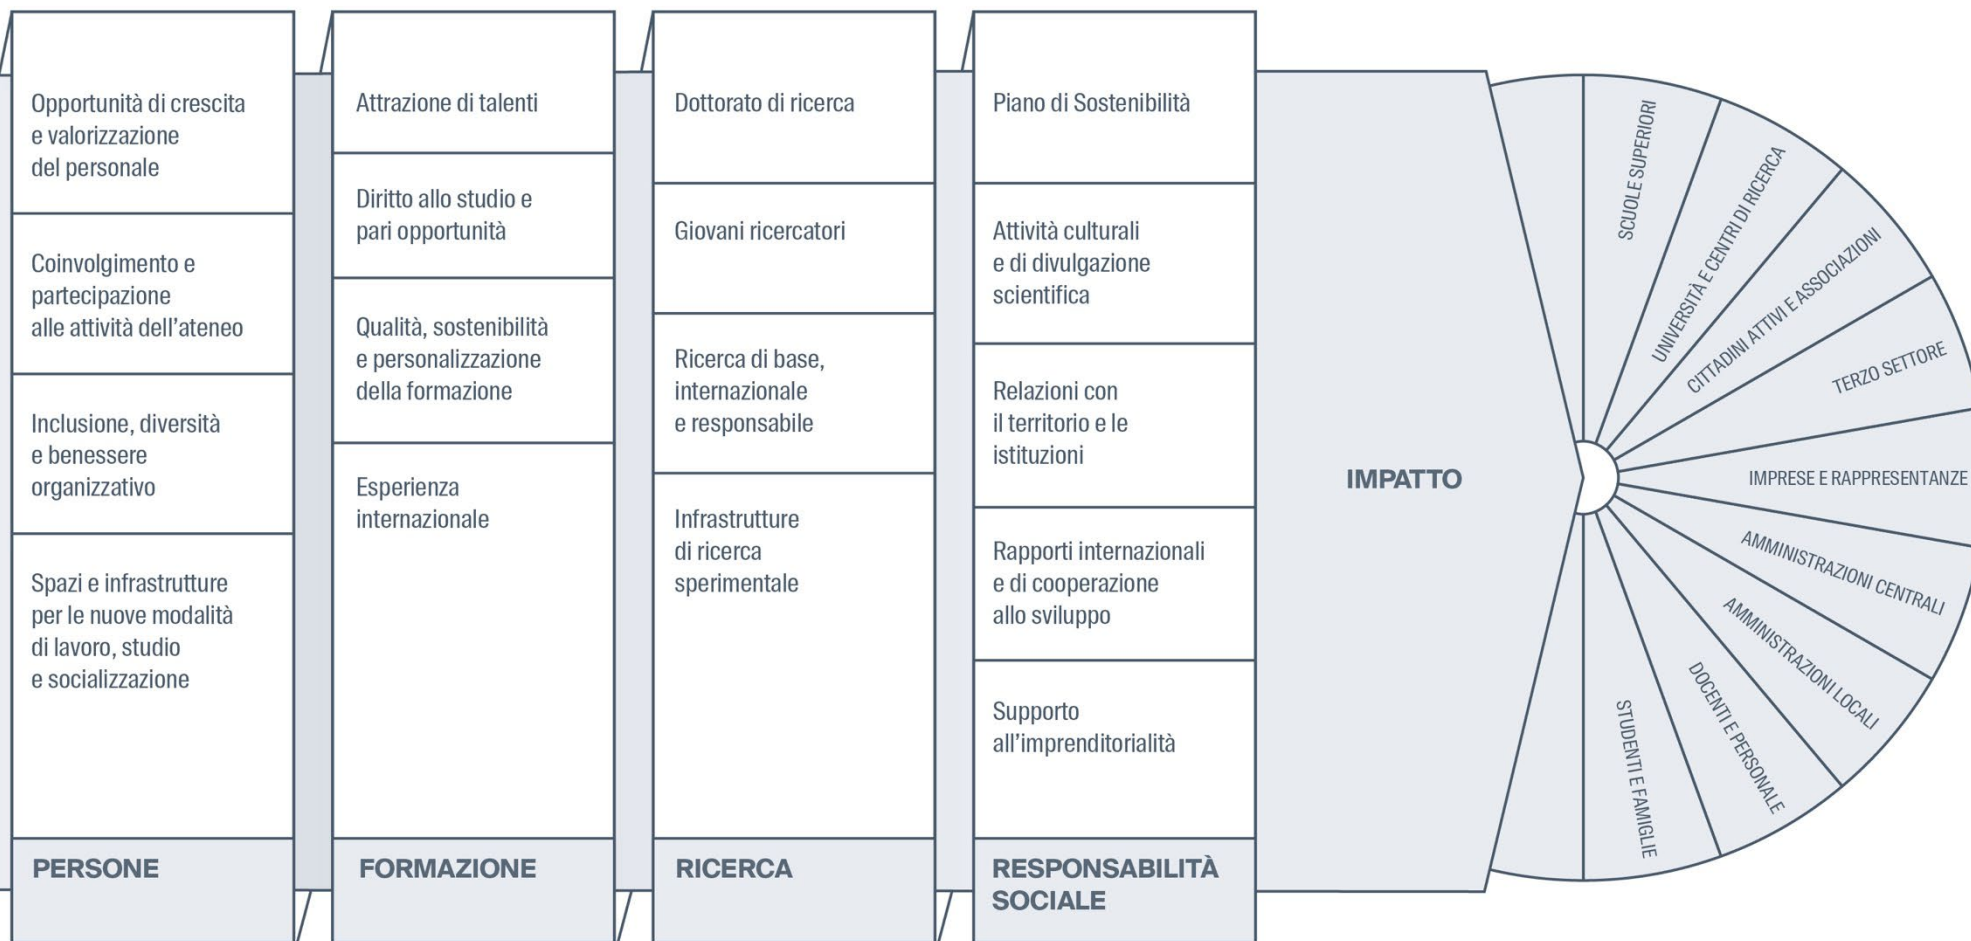 Opportunità di crescita
e valorizzazione
del personale
Coinvolgimento e
partecipazione
alle attività dell'ateneo
Inclusione, diversità
e benessere
organizzativo
Spazi e infrastrutture
per le nuove modalità
di lavoro, studio
e socializzazione
PERSONE
Attrazione di talenti
Diritto allo studio e
pari opportunità
Qualità, sostenibilità
e personalizzazione
della formazione
Esperienza
internazionale
FORMAZIONE
Dottorato di ricerca
Giovani ricercatori
Ricerca di base,
internazionale
e responsabile
Infrastrutture
di ricerca
sperimentale
RICERCA
Piano di Sostenibilità
Attività culturali
e di divulgazione
scientifica
Relazioni con
il territorio e le
istituzioni
Rapporti internazionali
e di cooperazione
allo sviluppo
Supporto
all'imprenditorialità
RESPONSABILITÀ
SOCIALE
IMPATTO
SCUOLE SUPERIORI
UNIVERSITÀ E CENTRI DI RICERCA
CITTADINI ATTIVI E ASSOCIAZIONI
TERZO SETTORE
IMPRESE E RAPPRESENTANZE
AMMINISTRAZIONI CENTRALI
AMMINISTRAZIONI LOCALI
DOCENTI E PERSONALE
STUDENTI E FAMIGLIE